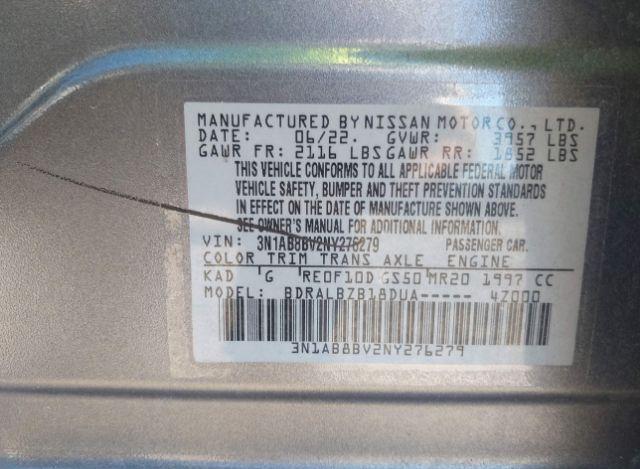 MANUFACTURED BY NISSAN MOTOR CO., LTD.
DATE: 06/22. GVWR: 3957 LBS
GAWR FR: 2116 LBS GAWR RR: 1852 LBS
THIS VEHICLE CONFORMS TO ALL APPLICABLE FEDERAL MOTOR
VEHICLE SAFETY, BUMPER AND THEFT PREVENTION STANDARDS
IN EFFECT ON THE DATE OF MANUFACTURE SHOWN ABOVE.
SEE OWNER'S MANUAL FOR ADDITIONAL INFORMATION.
VIN: 3N1AB8BV2NY276279 PASSENGER CAR.
COLOR TRIM TRANS AXLE ENGINE
KAD G RE0F10D GS50 MR20 1997 CC
MODEL: BDRALBZB18DUA----- 4Z000
3N1AB8BV2NY276279